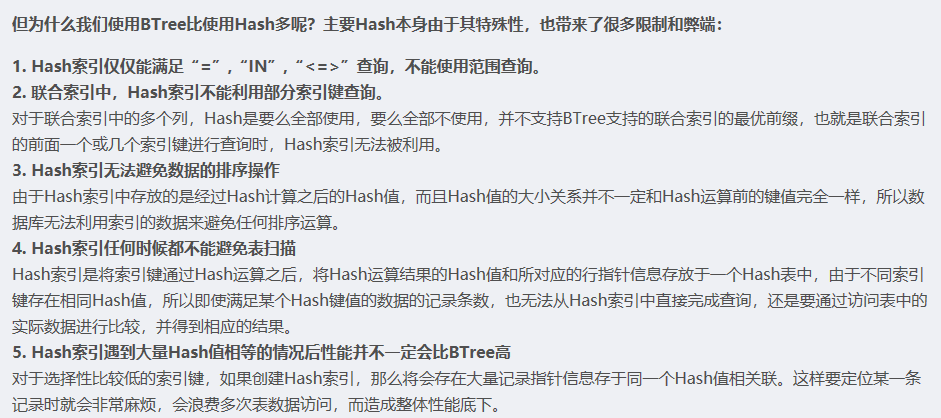 但为什么我们使用BTree比使用Hash多呢？主要Hash本身由于其特殊性，也带来了很多限制和弊端：
1. Hash索引仅仅能满足“=”，“IN”，“<=>”查询，不能使用范围查询。
2. 联合索引中，Hash索引不能利用部分索引键查询。
对于联合索引中的多个列，Hash是要么全部使用，要么全部不使用，并不支持BTree支持的联合索引的最优前缀，也就是联合索引
的前面一个或几个索引键进行查询时，Hash索引无法被利用。
3. Hash索引无法避免数据的排序操作
由于Hash索引中存放的是经过Hash计算之后的Hash值，而且Hash值的大小关系并不一定和Hash运算前的键值完全一样，所以数
据库无法利用索引的数据来避免任何排序运算。
4. Hash索引任何时候都不能避免表扫描
Hash索引是将索引键通过Hash运算之后，将Hash运算结果的Hash值和所对应的行指针信息存放于一个Hash表中，由于不同索引
键存在相同Hash值，所以即使满足某个Hash键值的数据的记录条数，也无法从Hash索引中直接完成查询，还是要通过访问表中的
实际数据进行比较，并得到相应的结果。
5. Hash索引遇到大量Hash值相等的情况后性能并不一定会比BTree高
对于选择性比较低的索引键，如果创建Hash索引，那么将会存在大量记录指针信息存于同一个Hash值相关联。这样要定位某一条
记录时就会非常麻烦，会浪费多次表数据访问，而造成整体性能底下。